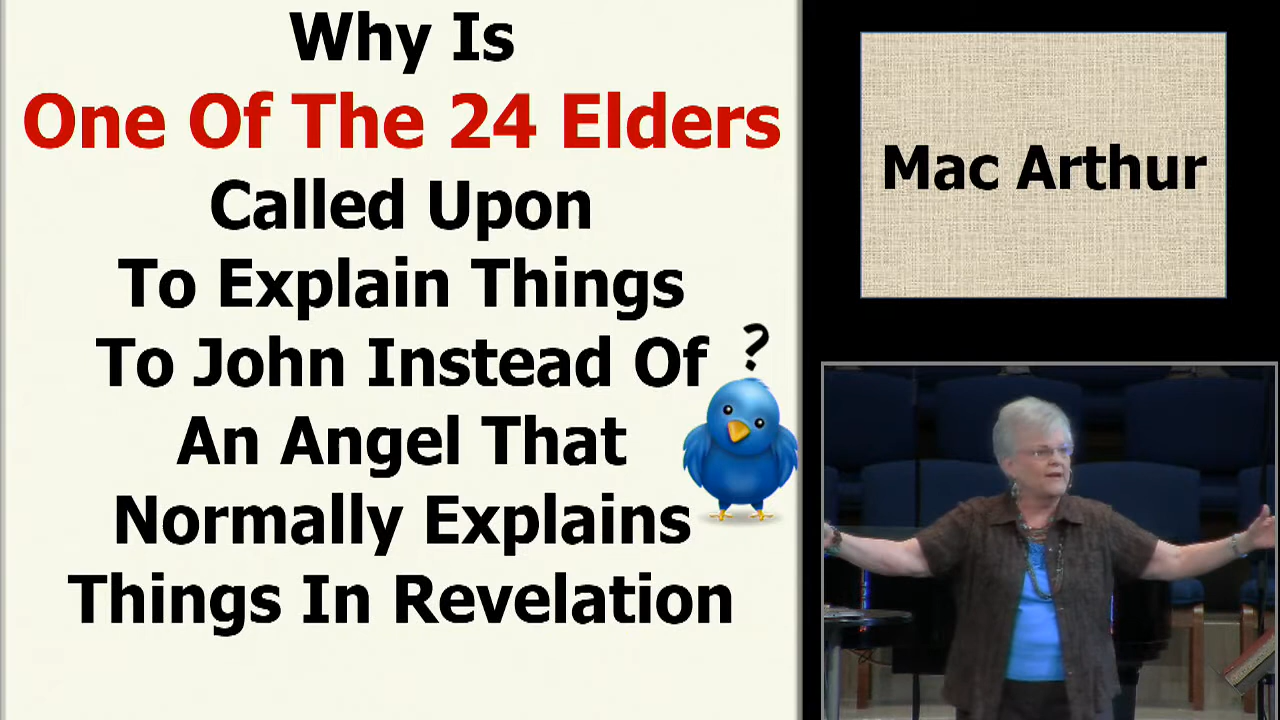 Why Is
One Of The 24 Elders
Called Upon
To Explain Things
To John Instead Of
An Angel That
Normally Explains
Things In Revelation
?
Mac Arthur